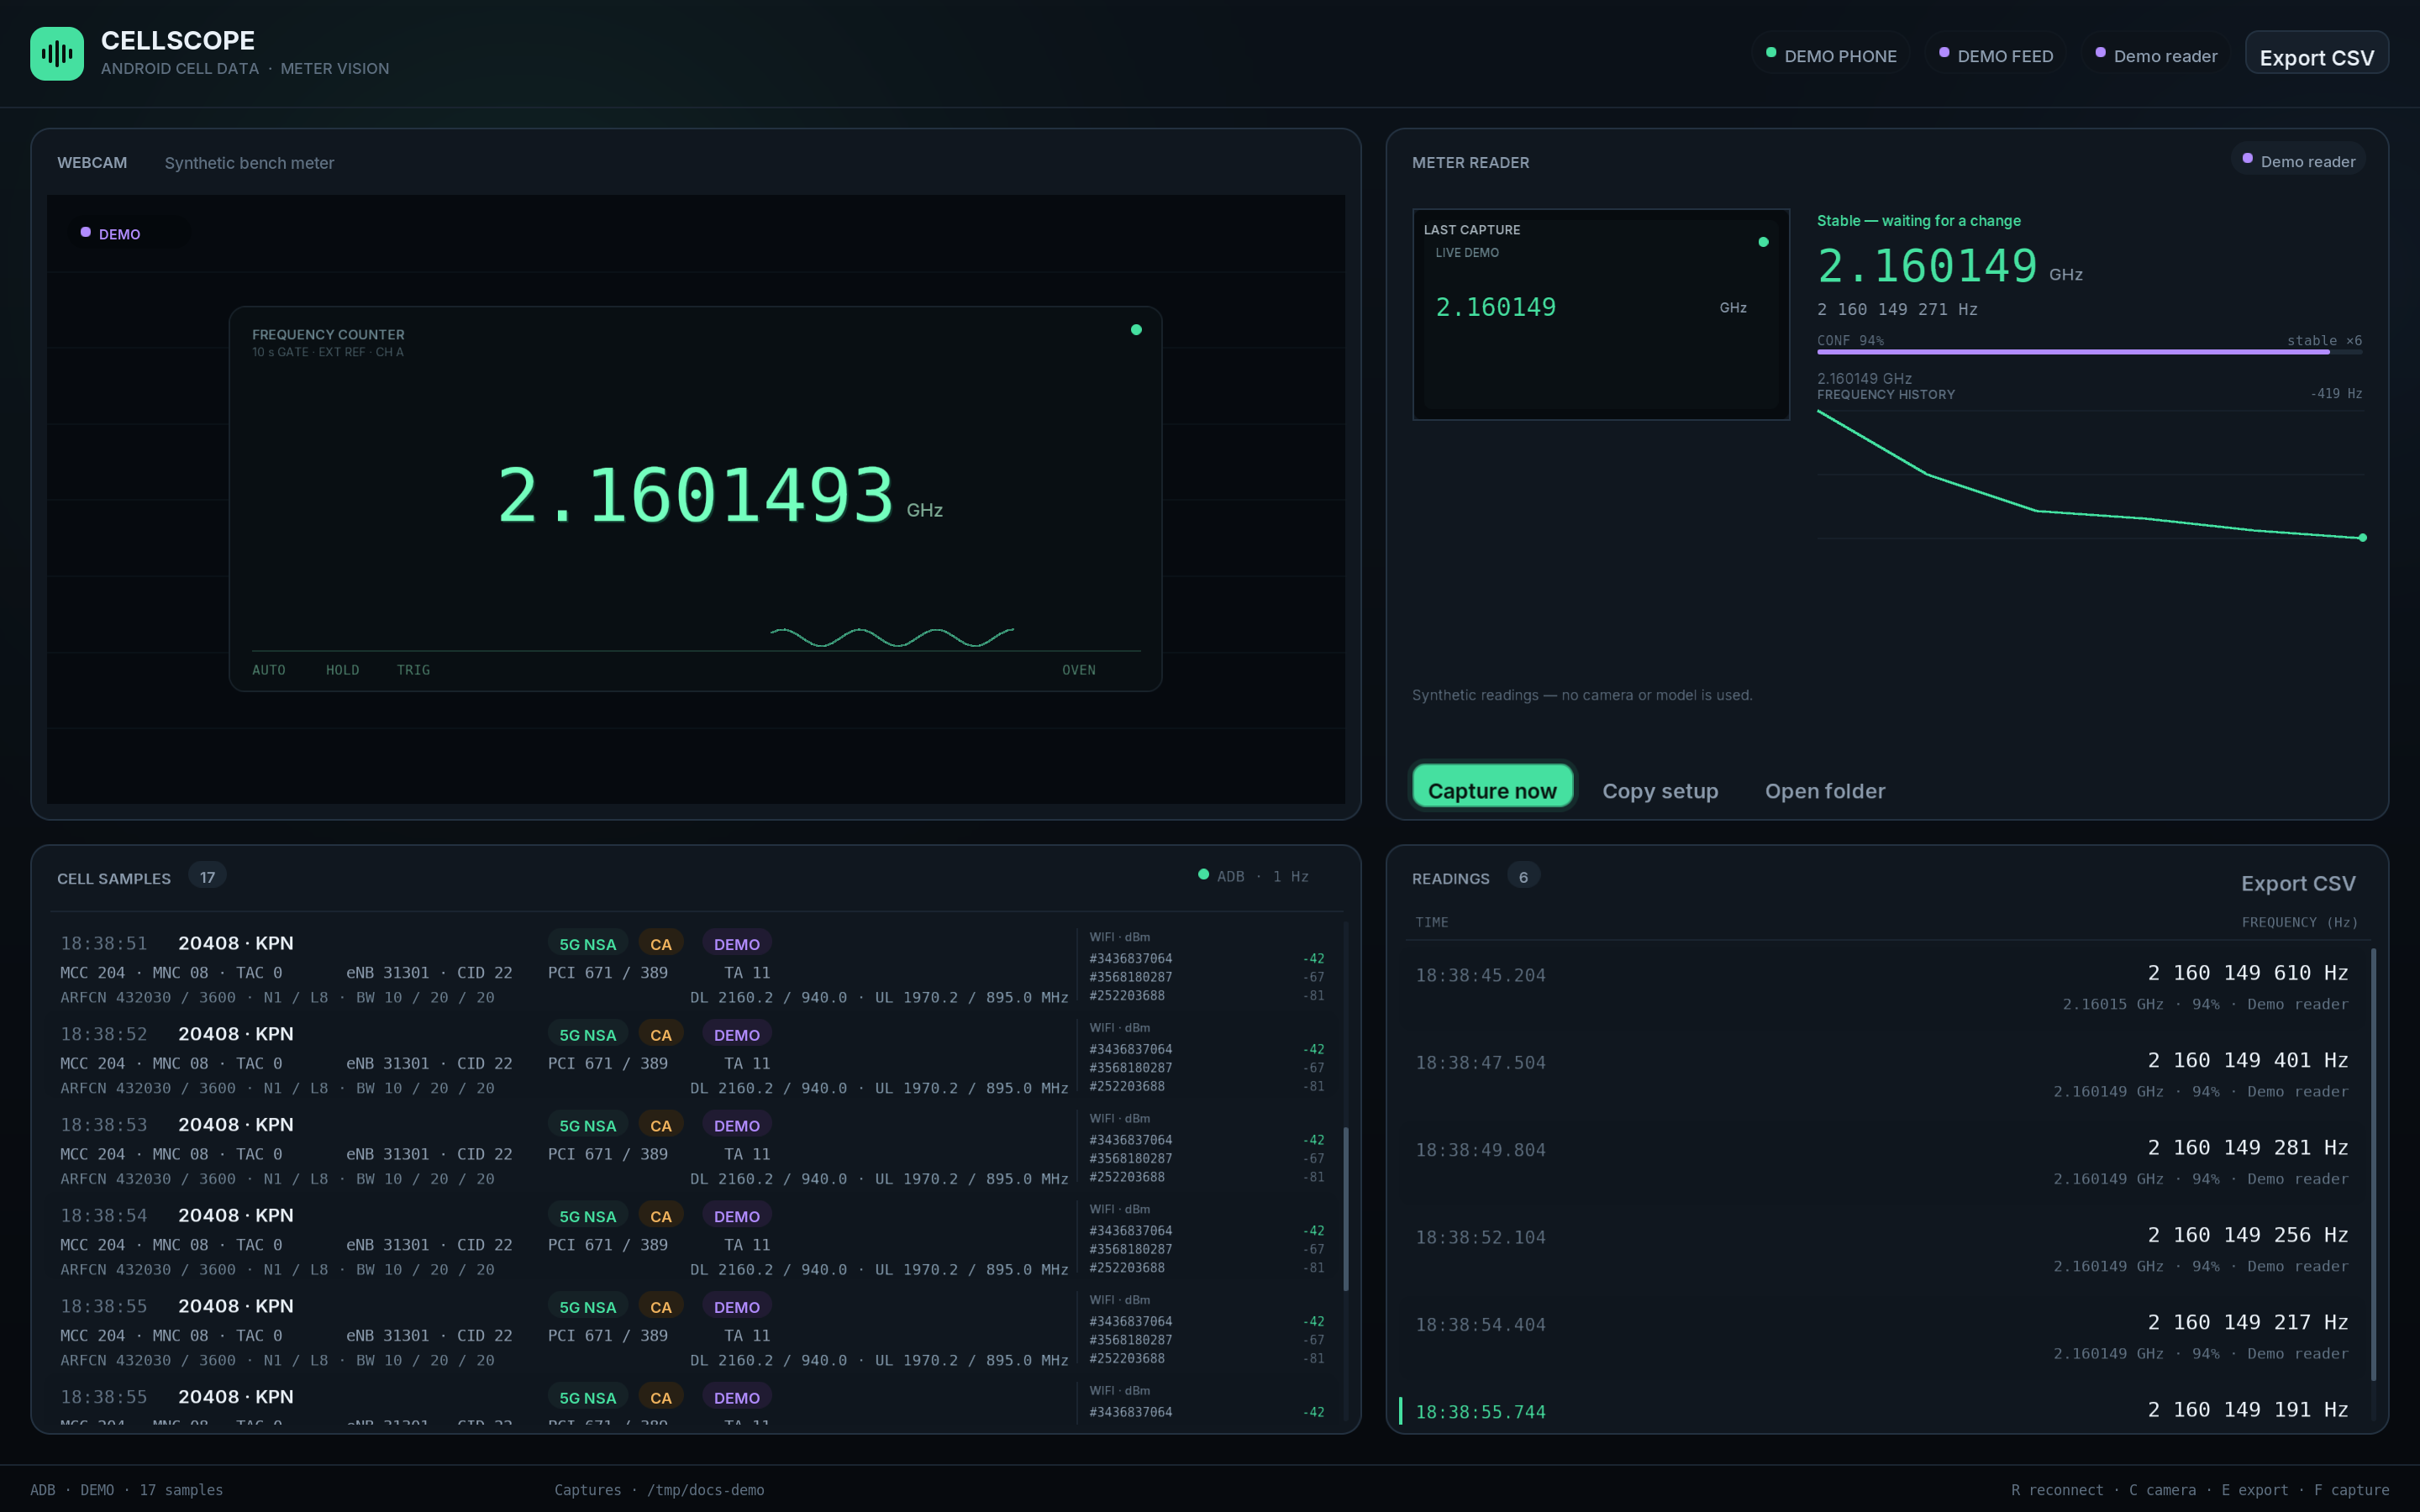 CELLSCOPE
ANDROID CELL DATA · METER VISION
DEMO PHONE
DEMO FEED
Demo reader
Export CSV
WEBCAM Synthetic bench meter
DEMO
FREQUENCY COUNTER
10 s GATE · EXT REF · CH A
2.1601493 GHz
AUTO HOLD TRIG OVEN
METER READER
Demo reader
LAST CAPTURE
LIVE DEMO
2.160149 GHz
Stable — waiting for a change
2.160149 GHz
2 160 149 271 Hz
CONF 94% stable ×6
2.160149 GHz
FREQUENCY HISTORY -419 Hz
Synthetic readings — no camera or model is used.
Capture now Copy setup Open folder
CELL SAMPLES 17 ADB · 1 Hz
18:38:51 20408 · KPN 5G NSA CA DEMO
MCC 204 · MNC 08 · TAC 0 eNB 31301 · CID 22 PCI 671 / 389 TA 11
ARFCN 432030 / 3600 · N1 / L8 · BW 10 / 20 / 20 DL 2160.2 / 940.0 · UL 1970.2 / 895.0 MHz
WIFI · dBm
#3436837064 -42
#3568180287 -67
#252203688 -81
18:38:52 20408 · KPN 5G NSA CA DEMO
MCC 204 · MNC 08 · TAC 0 eNB 31301 · CID 22 PCI 671 / 389 TA 11
ARFCN 432030 / 3600 · N1 / L8 · BW 10 / 20 / 20 DL 2160.2 / 940.0 · UL 1970.2 / 895.0 MHz
WIFI · dBm
#3436837064 -42
#3568180287 -67
#252203688 -81
18:38:53 20408 · KPN 5G NSA CA DEMO
MCC 204 · MNC 08 · TAC 0 eNB 31301 · CID 22 PCI 671 / 389 TA 11
ARFCN 432030 / 3600 · N1 / L8 · BW 10 / 20 / 20 DL 2160.2 / 940.0 · UL 1970.2 / 895.0 MHz
WIFI · dBm
#3436837064 -42
#3568180287 -67
#252203688 -81
18:38:54 20408 · KPN 5G NSA CA DEMO
MCC 204 · MNC 08 · TAC 0 eNB 31301 · CID 22 PCI 671 / 389 TA 11
ARFCN 432030 / 3600 · N1 / L8 · BW 10 / 20 / 20 DL 2160.2 / 940.0 · UL 1970.2 / 895.0 MHz
WIFI · dBm
#3436837064 -42
#3568180287 -67
#252203688 -81
18:38:55 20408 · KPN 5G NSA CA DEMO
MCC 204 · MNC 08 · TAC 0 eNB 31301 · CID 22 PCI 671 / 389 TA 11
ARFCN 432030 / 3600 · N1 / L8 · BW 10 / 20 / 20 DL 2160.2 / 940.0 · UL 1970.2 / 895.0 MHz
WIFI · dBm
#3436837064 -42
#3568180287 -67
#252203688 -81
18:38:55 20408 · KPN 5G NSA CA DEMO
WIFI · dBm
#3436837064 -42
READINGS 6 Export CSV
TIME FREQUENCY (Hz)
18:38:45.204 2 160 149 610 Hz
2.16015 GHz · 94% · Demo reader
18:38:47.504 2 160 149 401 Hz
2.160149 GHz · 94% · Demo reader
18:38:49.804 2 160 149 281 Hz
2.160149 GHz · 94% · Demo reader
18:38:52.104 2 160 149 256 Hz
2.160149 GHz · 94% · Demo reader
18:38:54.404 2 160 149 217 Hz
2.160149 GHz · 94% · Demo reader
18:38:55.744 2 160 149 191 Hz
ADB · DEMO · 17 samples
Captures · /tmp/docs-demo
R reconnect · C camera · E export · F capture